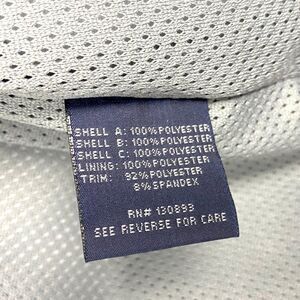 SHELL A: 100% POLYESTER
SHELL B: 100% POLYESTER
SHELL C: 100% POLYESTER
LINING: 100% POLYESTER
TRIM: 92% POLYESTER
8% SPANDEX
RN# 130893
SEE REVERSE FOR CARE